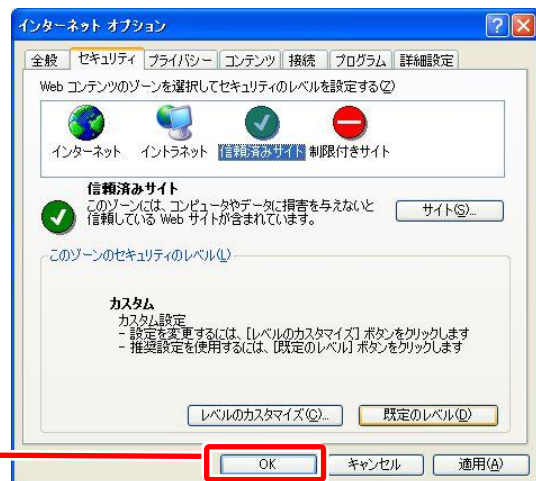 インターネット オプション
全般 セキュリティ プライバシー コンテンツ 接続 プログラム 詳細設定
Web コンテンツのゾーンを選択してセキュリティのレベルを設定する(Z)
インターネット イントラネット 信頼済みサイト 制限付きサイト
信頼済みサイト
このゾーンには、コンピュータやデータに損害を与えないと
信頼している Web サイトが含まれています。
サイト(S)...
このゾーンのセキュリティのレベル(L)
カスタム
カスタム設定
- 設定を変更するには、[レベルのカスタマイズ] ボタンをクリックします
- 推奨設定を使用するには、[既定のレベル] ボタンをクリックします
レベルのカスタマイズ(C)... 既定のレベル(D)
OK キャンセル 適用(A)